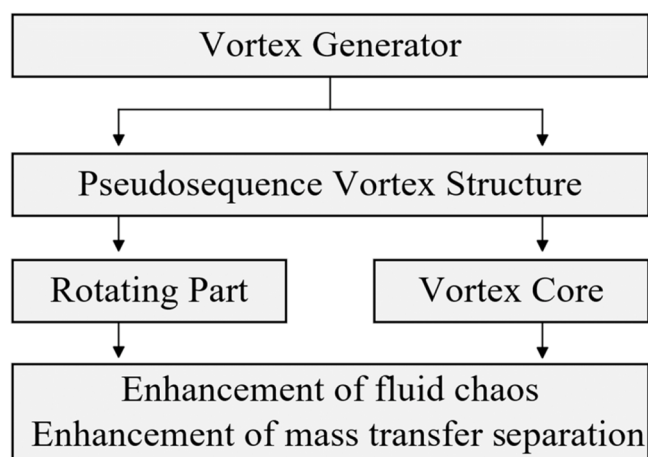 Vortex Generator
Pseudosequence Vortex Structure
Rotating Part
Vortex Core
Enhancement of fluid chaos
Enhancement of mass transfer separation